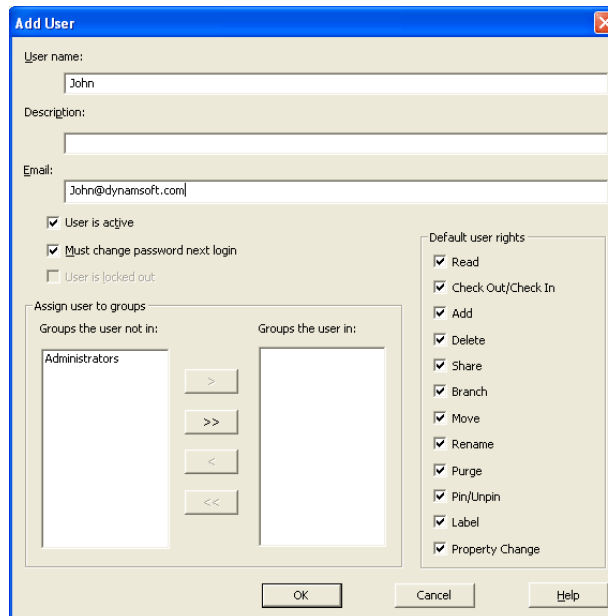 Add User
User name:
John
Description:
Email:
John@dynamsoft.com
User is active
Must change password next login
User is locked out
Assign user to groups
Groups the user not in:
Groups the user in:
Administrators
>
>>
<
<<
Default user rights
Read
Check Out/Check In
Add
Delete
Share
Branch
Move
Rename
Purge
Pin/Unpin
Label
Property Change
OK
Cancel
Help